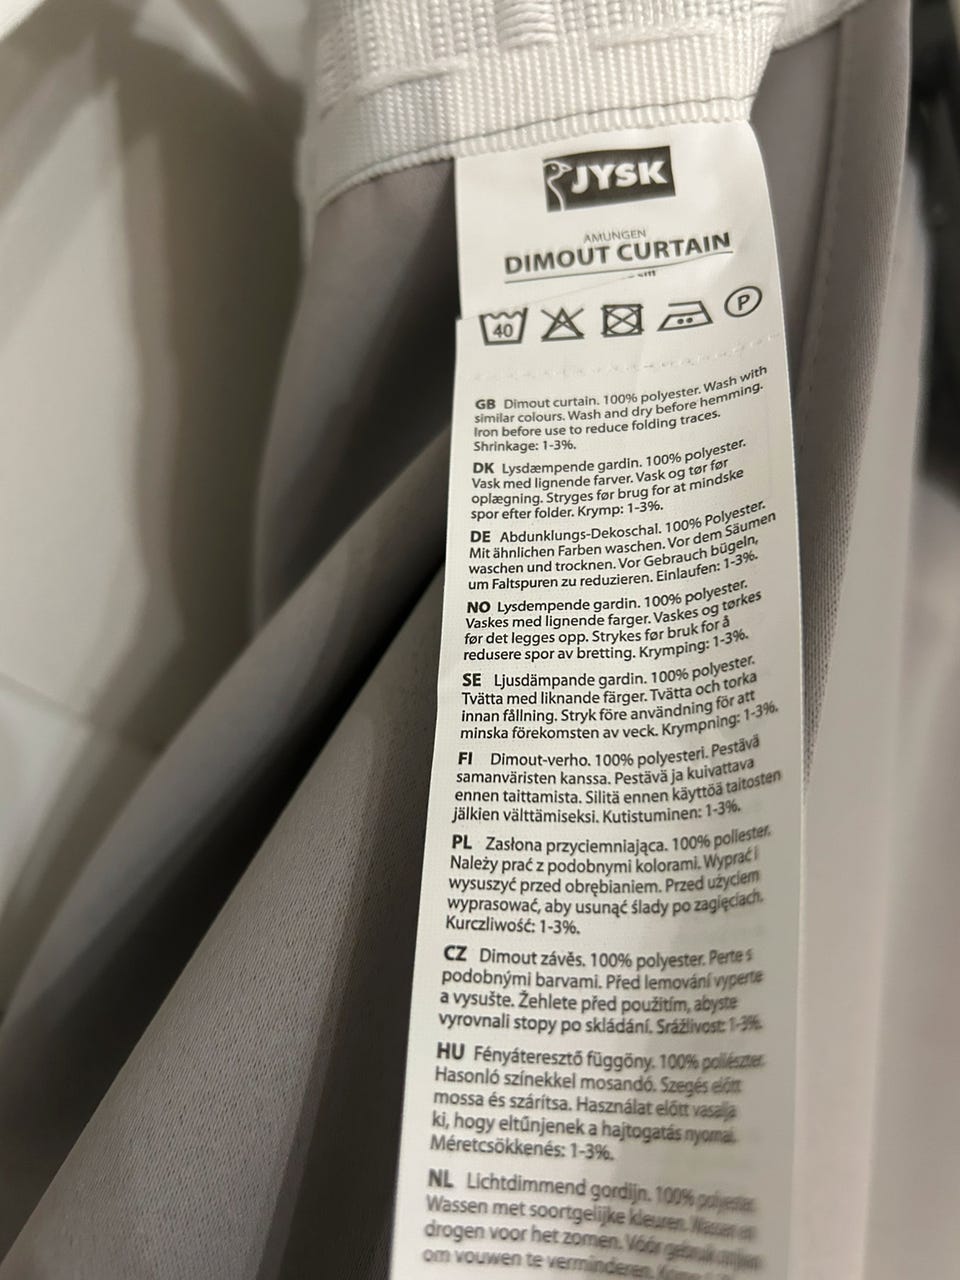 JYSK
AMUNGEN
DIMOUT CURTAIN
40
P
GB Dimout curtain. 100% polyester. Wash with
similar colours. Wash and dry before hemming.
Iron before use to reduce folding traces.
Shrinkage: 1-3%.
DK Lysdæmpende gardin. 100% polyester.
Vask med lignende farver. Vask og tør før
oplægning. Stryges før brug for at mindske
spor efter folder. Krymp: 1-3%.
DE Abdunklungs-Dekoschal. 100% Polyester.
Mit ähnlichen Farben waschen. Vor dem Säumen
waschen und trocknen. Vor Gebrauch bügeln,
um Faltspuren zu reduzieren. Einlaufen: 1-3%.
NO Lysdempende gardin. 100% polyester.
Vaskes med lignende farger. Vaskes og tørkes
før det legges opp. Strykes før bruk for å
redusere spor av bretting. Krymping: 1-3%.
SE Ljusdämpande gardin. 100% polyester.
Tvätta med liknande färger. Tvätta och torka
innan fållning. Stryk före användning för att
minska förekomsten av veck. Krympning: 1-3%.
FI Dimout-verho. 100% polyesteri. Pestävä
samanväristen kanssa. Pestävä ja kuivattava
ennen taittamista. Silitä ennen käyttöä taitosten
jälkien välttämiseksi. Kutistuminen: 1-3%.
PL Zasłona przyciemniająca. 100% poliester.
Należy prać z podobnymi kolorami. Wyprać i
wysuszyć przed obrębianiem. Przed użyciem
wyprasować, aby usunąć ślady po zagięciach.
Kurczliwość: 1-3%.
CZ Dimout závěs. 100% polyester. Perte s
podobnými barvami. Před lemování vyperte
a vysušte. Žehlete před použitím, abyste
vyrovnali stopy po skládání. Srážlivost: 1-3%.
HU Fényáteresztő függöny. 100% poliészter.
Hasonló színekkel mosandó. Szegés előtt
mossa és szárítsa. Használat előtt vasalja
ki, hogy eltűnjenek a hajtogatás nyomai.
Méretcsökkenés: 1-3%.
NL Lichtdimmend gordijn. 100% polyester.
Wassen met soortgelijke kleuren. Wassen en
drogen voor het zomen. Vóór gebruik strijken
om vouwen te verminderen.